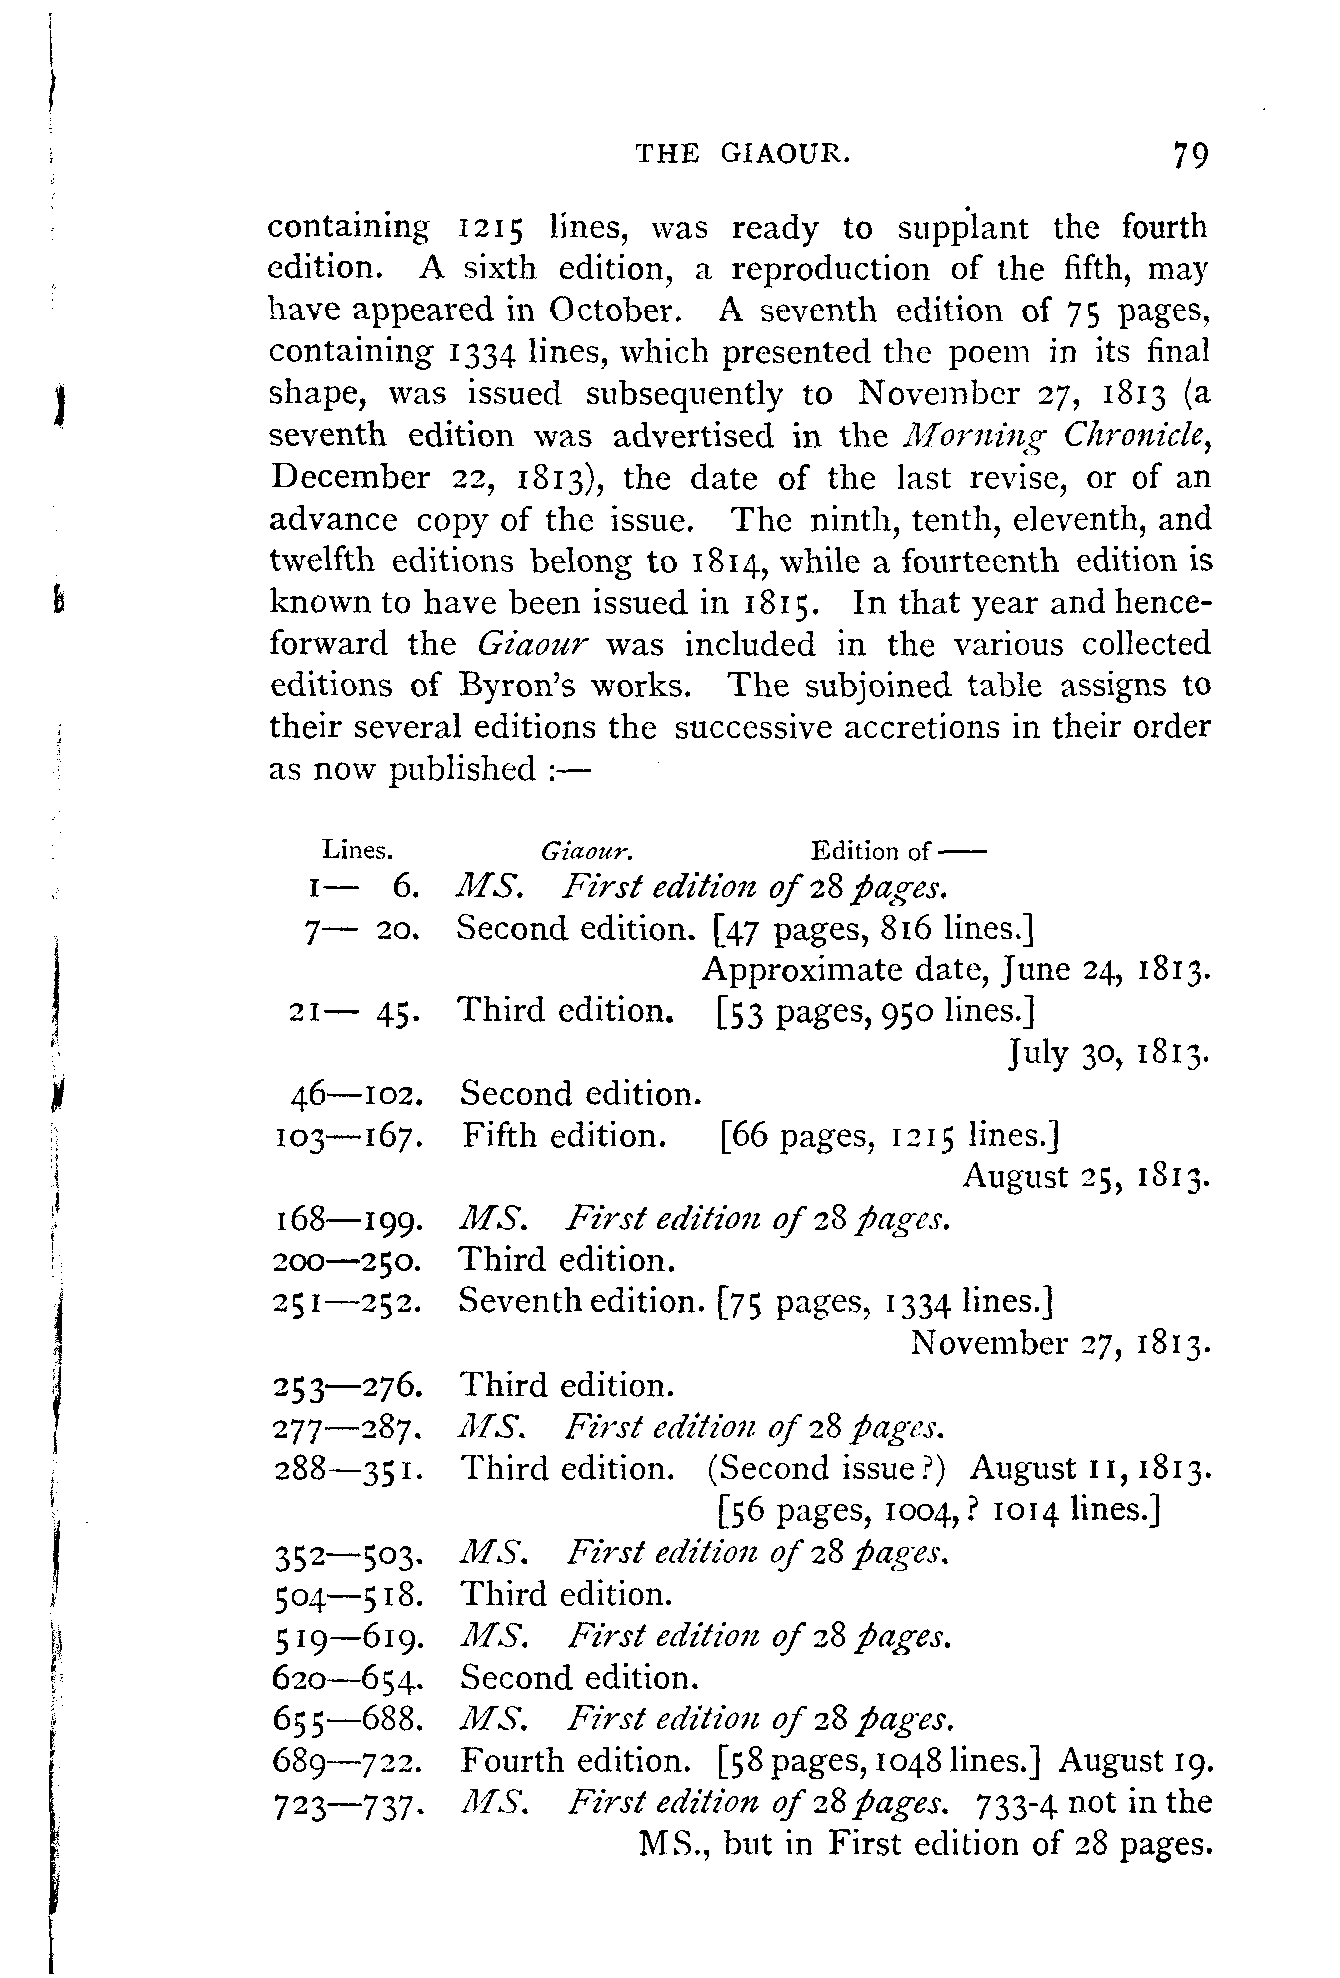 THE GIAOUR. 79
containing 1215 lines, was ready to supplant the fourth
edition. A sixth edition, a reproduction of the fifth, may
have appeared in October. A seventh edition of 75 pages,
containing 1334 lines, which presented the poem in its final
shape, was issued subsequently to November 27, 1813 (a
seventh edition was advertised in the Morning Chronicle,
December 22, 1813), the date of the last revise, or of an
advance copy of the issue. The ninth, tenth, eleventh, and
twelfth editions belong to 1814, while a fourteenth edition is
known to have been issued in 1815. In that year and hence-
forward the Giaour was included in the various collected
editions of Byron's works. The subjoined table assigns to
their several editions the successive accretions in their order
as now published :—
Lines. Giaour. Edition of —
1— 6. MS. First edition of 28 pages.
7— 20. Second edition. [47 pages, 816 lines.]
Approximate date, June 24, 1813.
21— 45. Third edition. [53 pages, 950 lines.]
July 30, 1813.
46—102. Second edition.
103—167. Fifth edition. [66 pages, 1215 lines.]
August 25, 1813.
168—199. MS. First edition of 28 pages.
200—250. Third edition.
251—252. Seventh edition. [75 pages, 1334 lines.]
November 27, 1813.
253—276. Third edition.
277—287. MS. First edition of 28 pages.
288—351. Third edition. (Second issue?) August 11, 1813.
[56 pages, 1004, ? 1014 lines.]
352—503. MS. First edition of 28 pages.
504—518. Third edition.
519—619. MS. First edition of 28 pages.
620—654. Second edition.
655—688. MS. First edition of 28 pages.
689—722. Fourth edition. [58 pages, 1048 lines.] August 19.
723—737. MS. First edition of 28 pages. 733-4 not in the
MS., but in First edition of 28 pages.